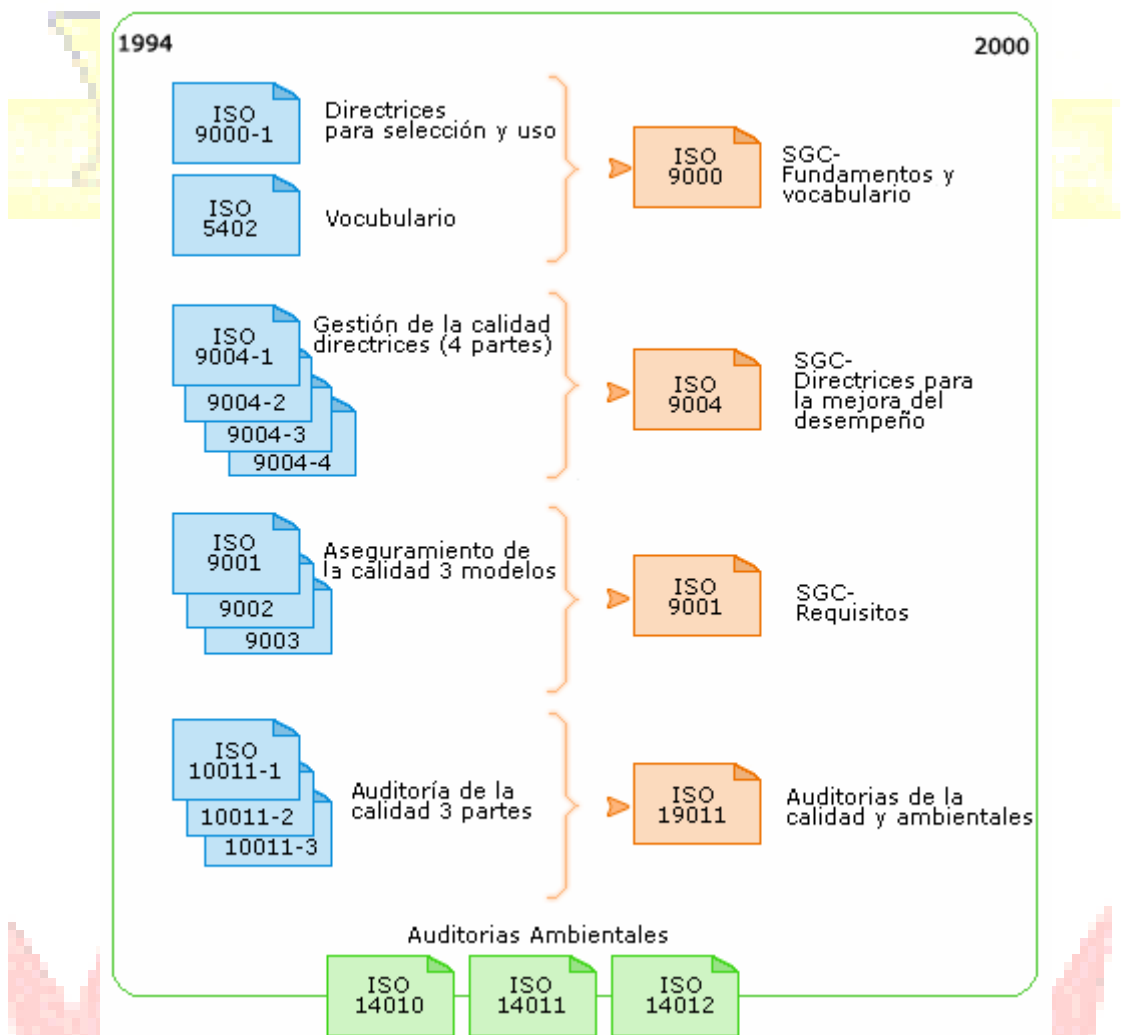 1994
2000
ISO
9000-1
Directrices
para selección y uso
ISO
5402
Vocubulario
ISO
9000
SGC-
Fundamentos y
vocabulario
ISO
9004-1
9004-2
9004-3
9004-4
Gestión de la calidad
directrices (4 partes)
ISO
9004
SGC-
Directrices para
la mejora del
desempeño
ISO
9001
9002
9003
Aseguramiento de
la calidad 3 modelos
ISO
9001
SGC-
Requisitos
ISO
10011-1
10011-2
10011-3
Auditoría de la
calidad 3 partes
ISO
19011
Auditorias de la
calidad y ambientales
Auditorias Ambientales
ISO
14010
ISO
14011
ISO
14012